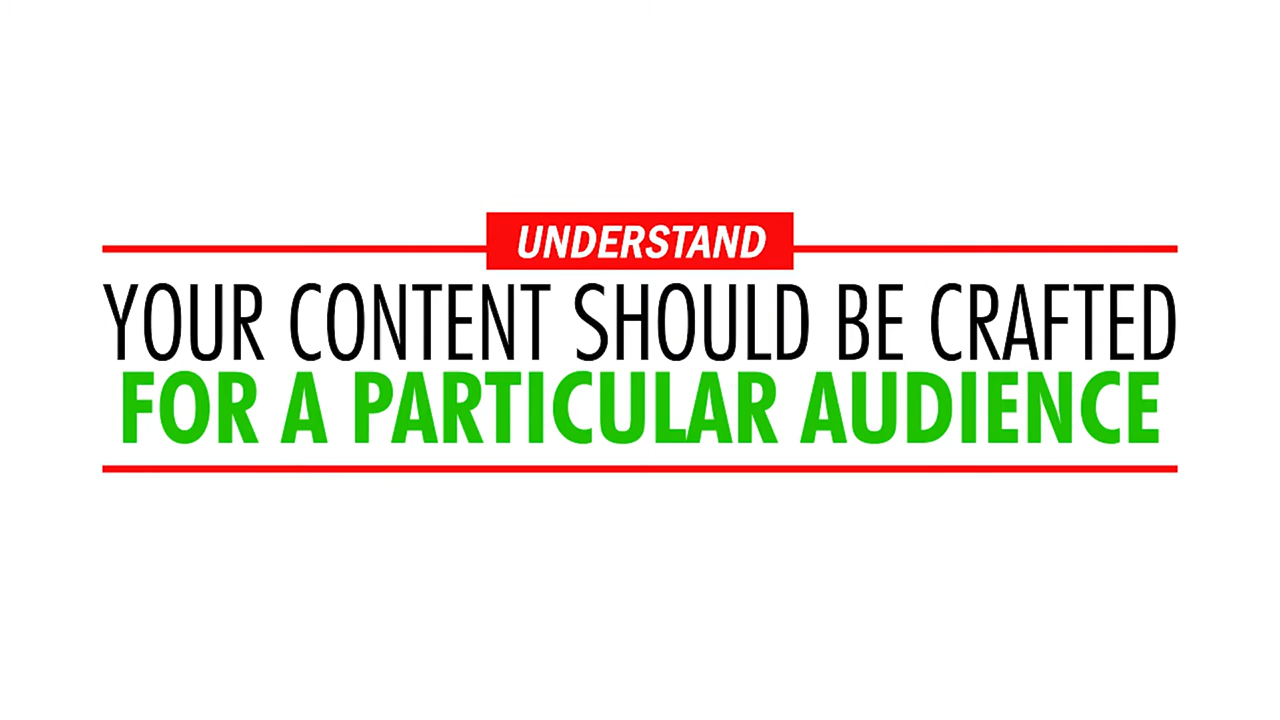 UNDERSTAND
YOUR CONTENT SHOULD BE CRAFTED
FOR A PARTICULAR AUDIENCE